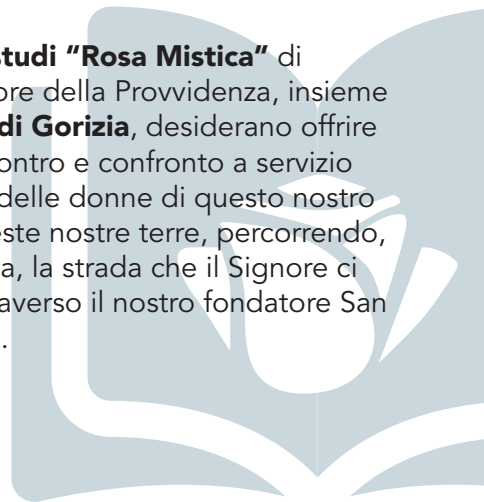 studi “Rosa Mistica” di
ore della Provvidenza, insieme
di Gorizia, desiderano offrire
ontro e confronto a servizio
delle donne di questo nostro
este nostre terre, percorrendo,
a, la strada che il Signore ci
averso il nostro fondatore San
.